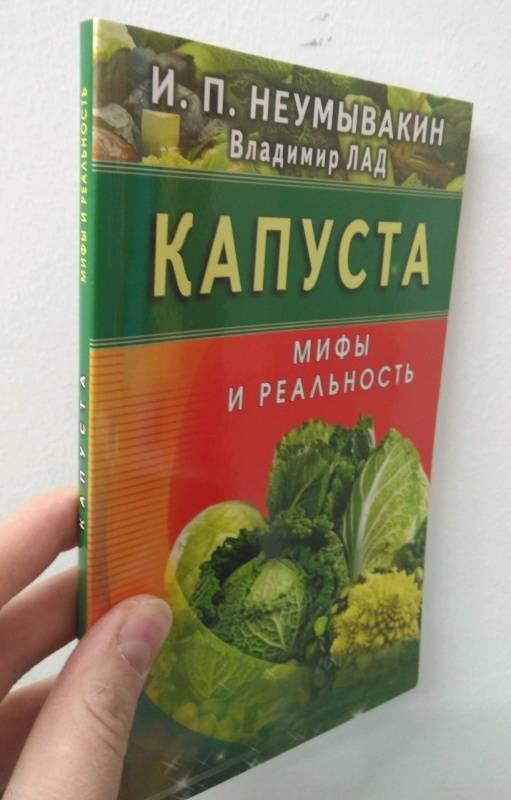 И. П. НЕУМЫВАКИН
Владимир ЛАД
КАПУСТА
МИФЫ
И РЕАЛЬНОСТЬ
КАПУСТА
МИФЫ И РЕАЛЬНОСТЬ